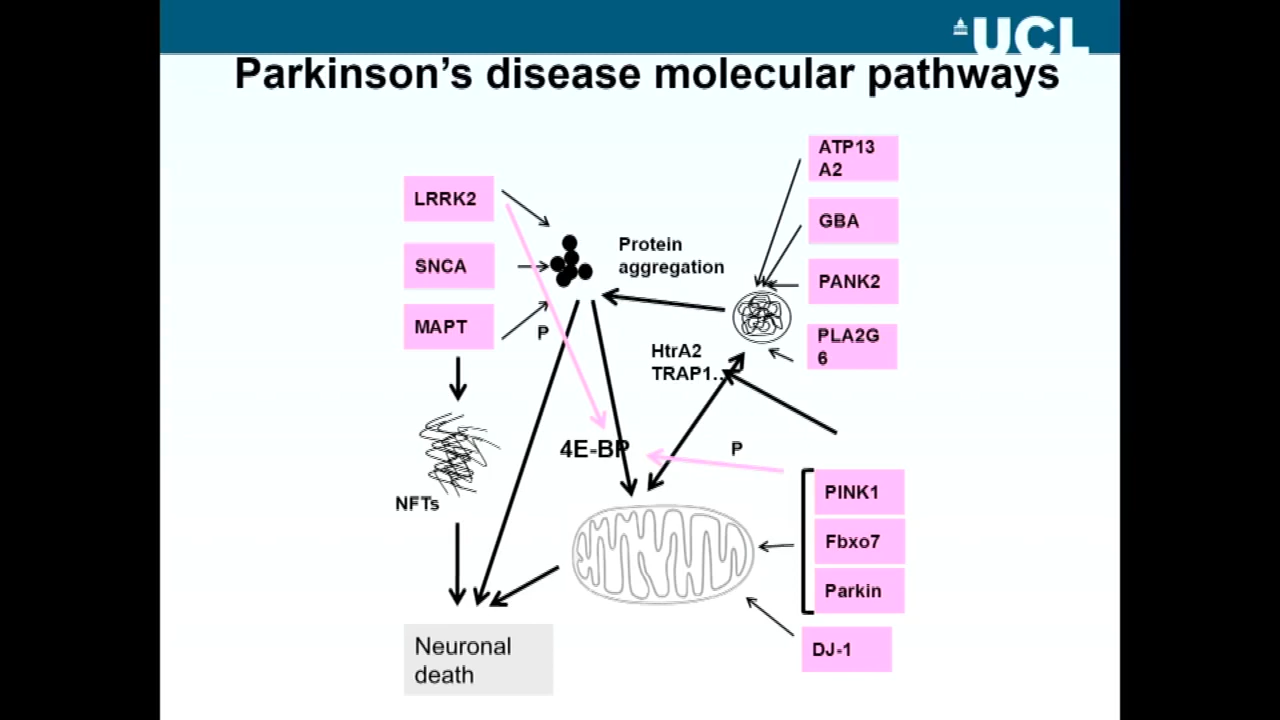 UCL
Parkinson's disease molecular pathways
ATP13
A2
LRRK2
GBA
Protein
aggregation
SNCA
PANK2
MAPT
P
PLA2G
6
HtrA2
TRAP1..
4E-BP
P
NFTs
PINK1
Fbxo7
Parkin
DJ-1
Neuronal
death